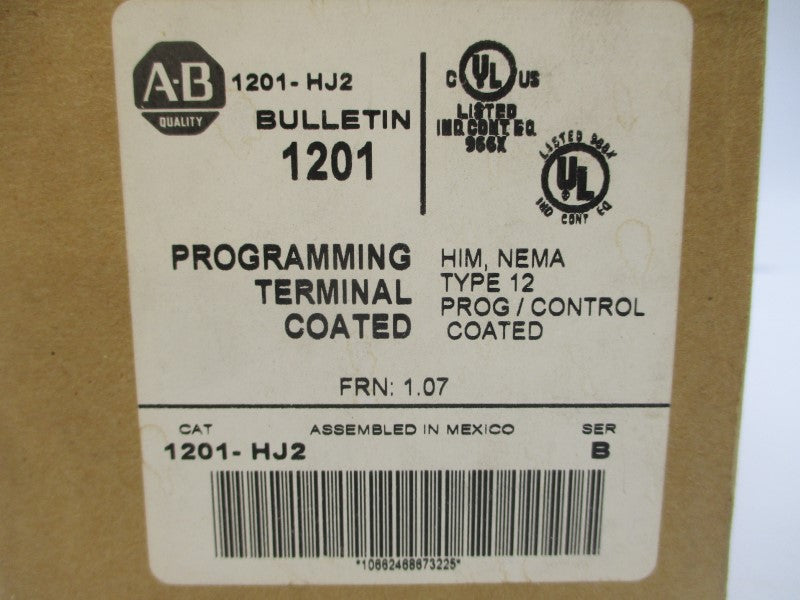 A-B
QUALITY
1201- HJ2
BULLETIN
1201
C UL US
LISTED
IND. CONT. EQ.
966X
LISTED 966X
UL
IND CONT EQ
PROGRAMMING
TERMINAL
COATED
HIM, NEMA
TYPE 12
PROG / CONTROL
COATED
FRN: 1.07
CAT
ASSEMBLED IN MEXICO
SER
1201- HJ2
B
*10662468673225*